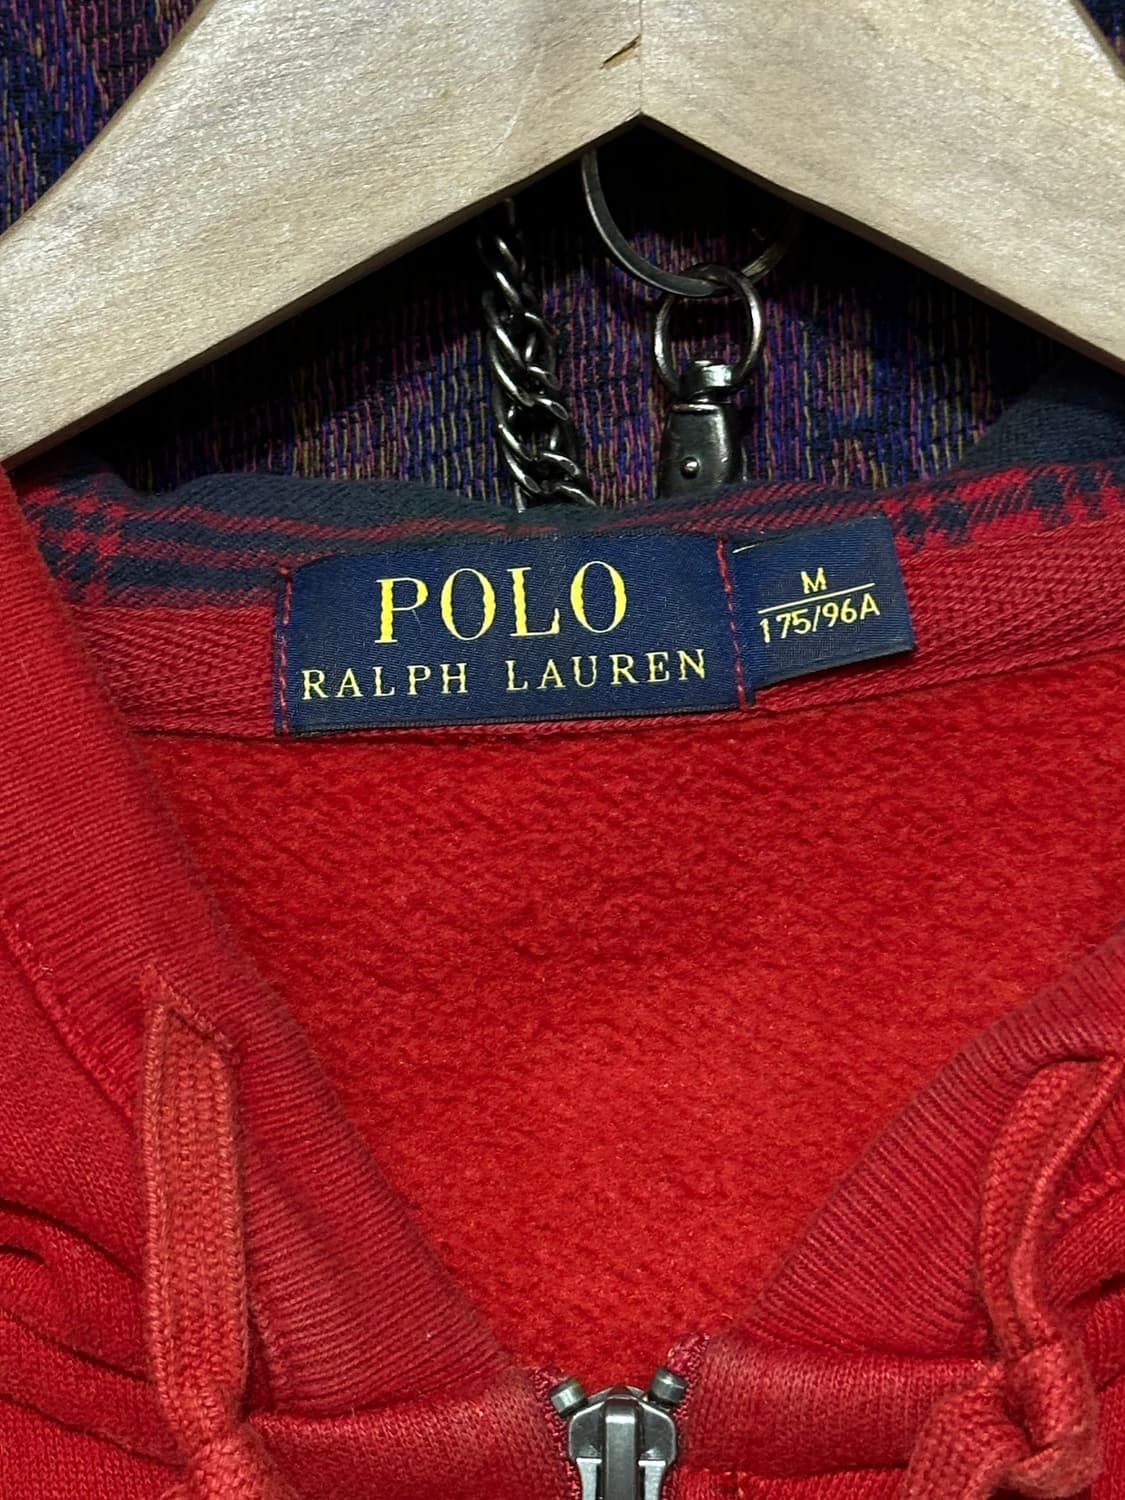 POLO
RALPH LAUREN
M
175/96A